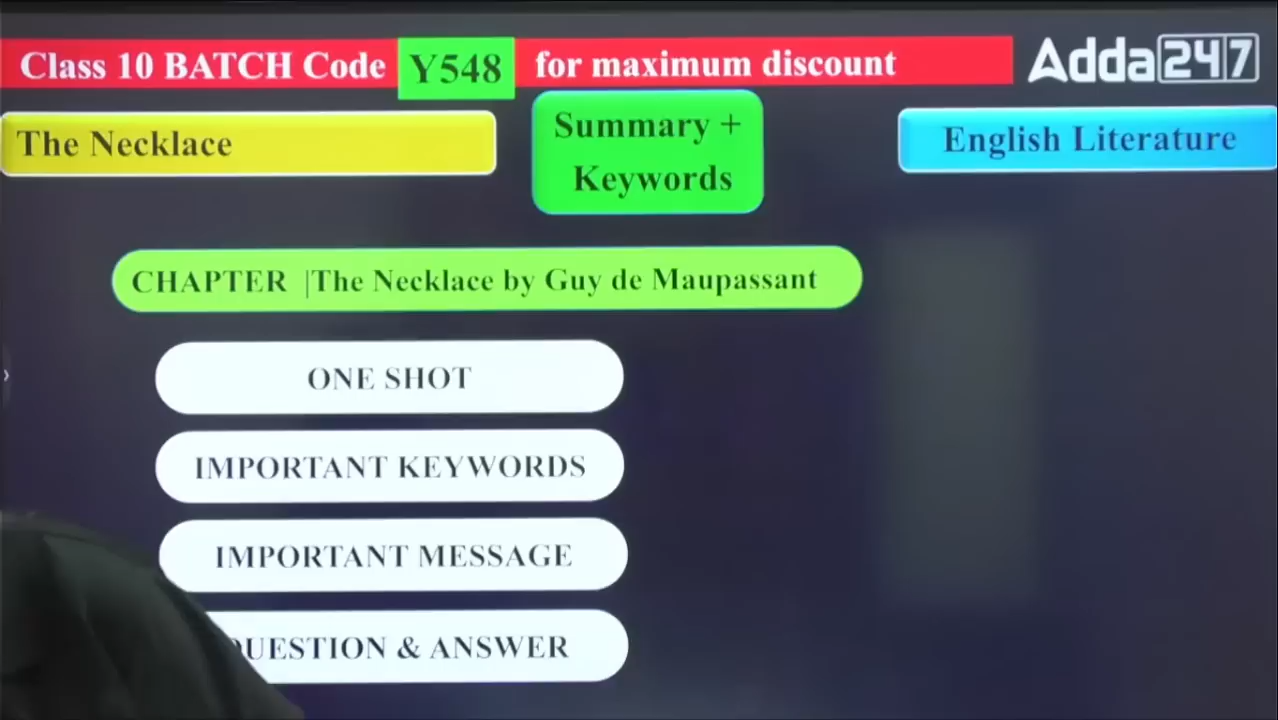 Class 10 BATCH Code Y548 for maximum discount
Adda247
The Necklace
Summary +
Keywords
English Literature
CHAPTER |The Necklace by Guy de Maupassant
ONE SHOT
IMPORTANT KEYWORDS
IMPORTANT MESSAGE
QUESTION & ANSWER